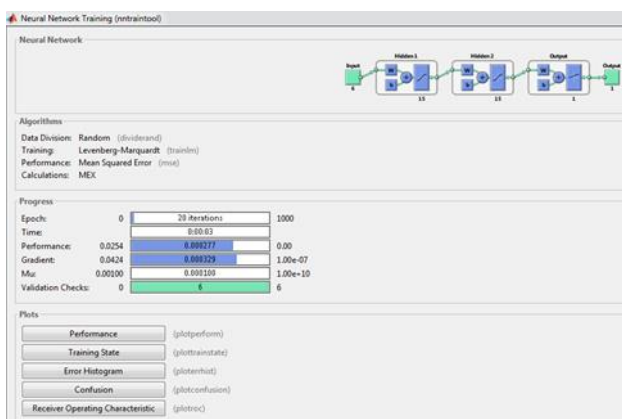 Neural Network Training (nntraintool)
Neural Network
Hidden 1 Hidden 2 Output
Input Output
W W W
b b b
6 15 15 1 1
Algorithms
Data Division: Random (dividerand)
Training: Levenberg-Marquardt (trainlm)
Performance: Mean Squared Error (mse)
Calculations: MEX
Progress
Epoch: 0 20 iterations 1000
Time: 0:00:03
Performance: 0.0254 0.000277 0.00
Gradient: 0.0424 0.000329 1.00e-07
Mu: 0.00100 0.000100 1.00e+10
Validation Checks: 0 6 6
Plots
Performance (plotperform)
Training State (plottrainstate)
Error Histogram (ploterrhist)
Confusion (plotconfusion)
Receiver Operating Characteristic (plotroc)